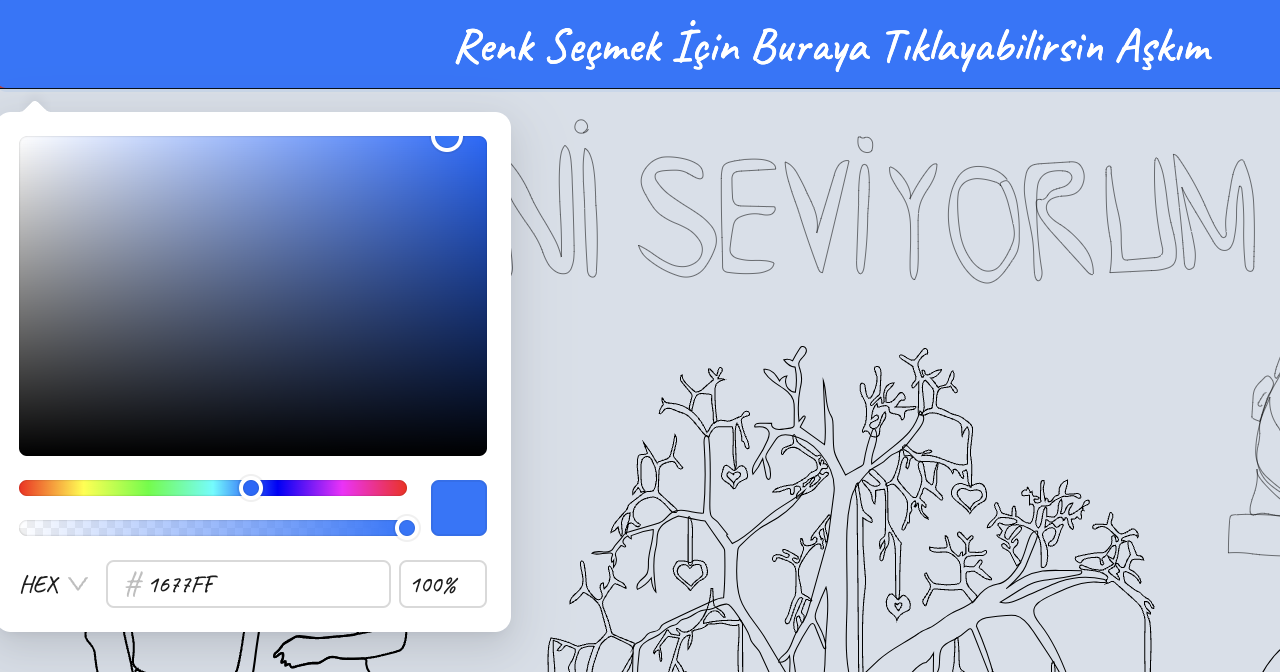 Renk Seçmek İçin Buraya Tıklayabilirsin Aşkım
Nİ SEVİYORUM
HEX # 1677FF 100%